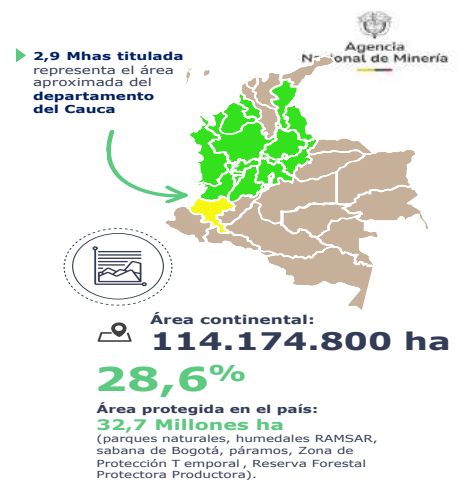 Agencia
Nacional de Minería
2,9 Mhas titulada
representa el área
aproximada del
departamento
del Cauca
Área continental:
114.174.800 ha
28,6%
Área protegida en el país:
32,7 Millones ha
(parques naturales, humedales RAMSAR,
sabana de Bogotá, páramos, Zona de
Protección T emporal , Reserva Forestal
Protectora Productora).